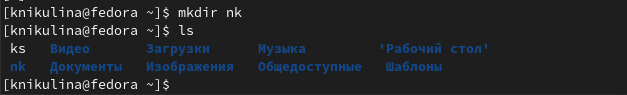 [knikulina@fedora ~]$ mkdir nk
[knikulina@fedora ~]$ ls
ks Видео Загрузки Музыка 'Рабочий стол'
nk Документы Изображения Общедоступные Шаблоны
[knikulina@fedora ~]$